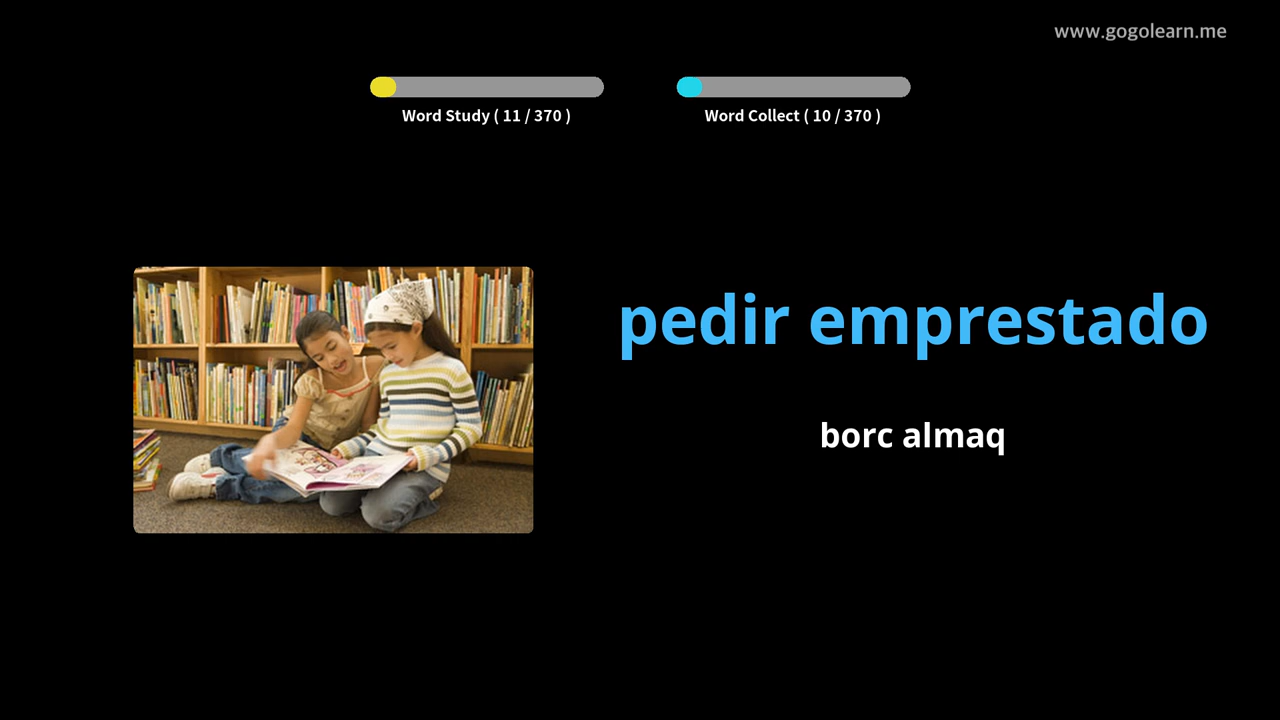 www.gogolearn.me
Word Study ( 11 / 370 )
Word Collect ( 10 / 370 )
pedir emprestado
borc almaq